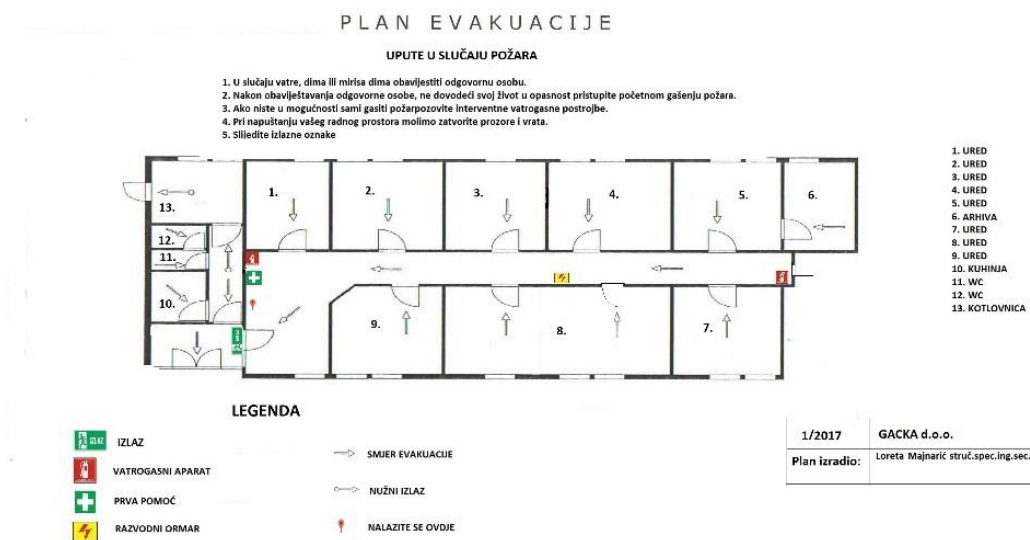 PLAN EVAKUACIJE
UPUTE U SLUČAJU POŽARA
1. U slučaju vatre, dima ili mirisa dima obavijestiti odgovornu osobu.
2. Nakon obaviještavanja odgovorne osobe, ne dovodeći svoj život u opasnost pristupite početnom gašenju požara.
3. Ako niste u mogućnosti sami gasiti požarpozovite interventne vatrogasne postrojbe.
4. Pri napuštanju vašeg radnog prostora molimo zatvorite prozore i vrata.
5. Slijedite izlazne oznake
1.
2.
3.
4.
5.
6.
13.
12.
11.
10.
9.
8.
7.
1. URED
2. URED
3. URED
4. URED
5. URED
6. ARHIVA
7. URED
8. URED
9. URED
10. KUHINJA
11. WC
12. WC
13. KOTLOVNICA
LEGENDA
IZLAZ IZLAZ
VATROGASNI APARAT
PRVA POMOĆ
RAZVODNI ORMAR
SMJER EVAKUACIJE
NUŽNI IZLAZ
NALAZITE SE OVDJE
1/2017 GACKA d.o.o.
Plan izradio: Loreta Majnarić struč.spec.ing.sec.